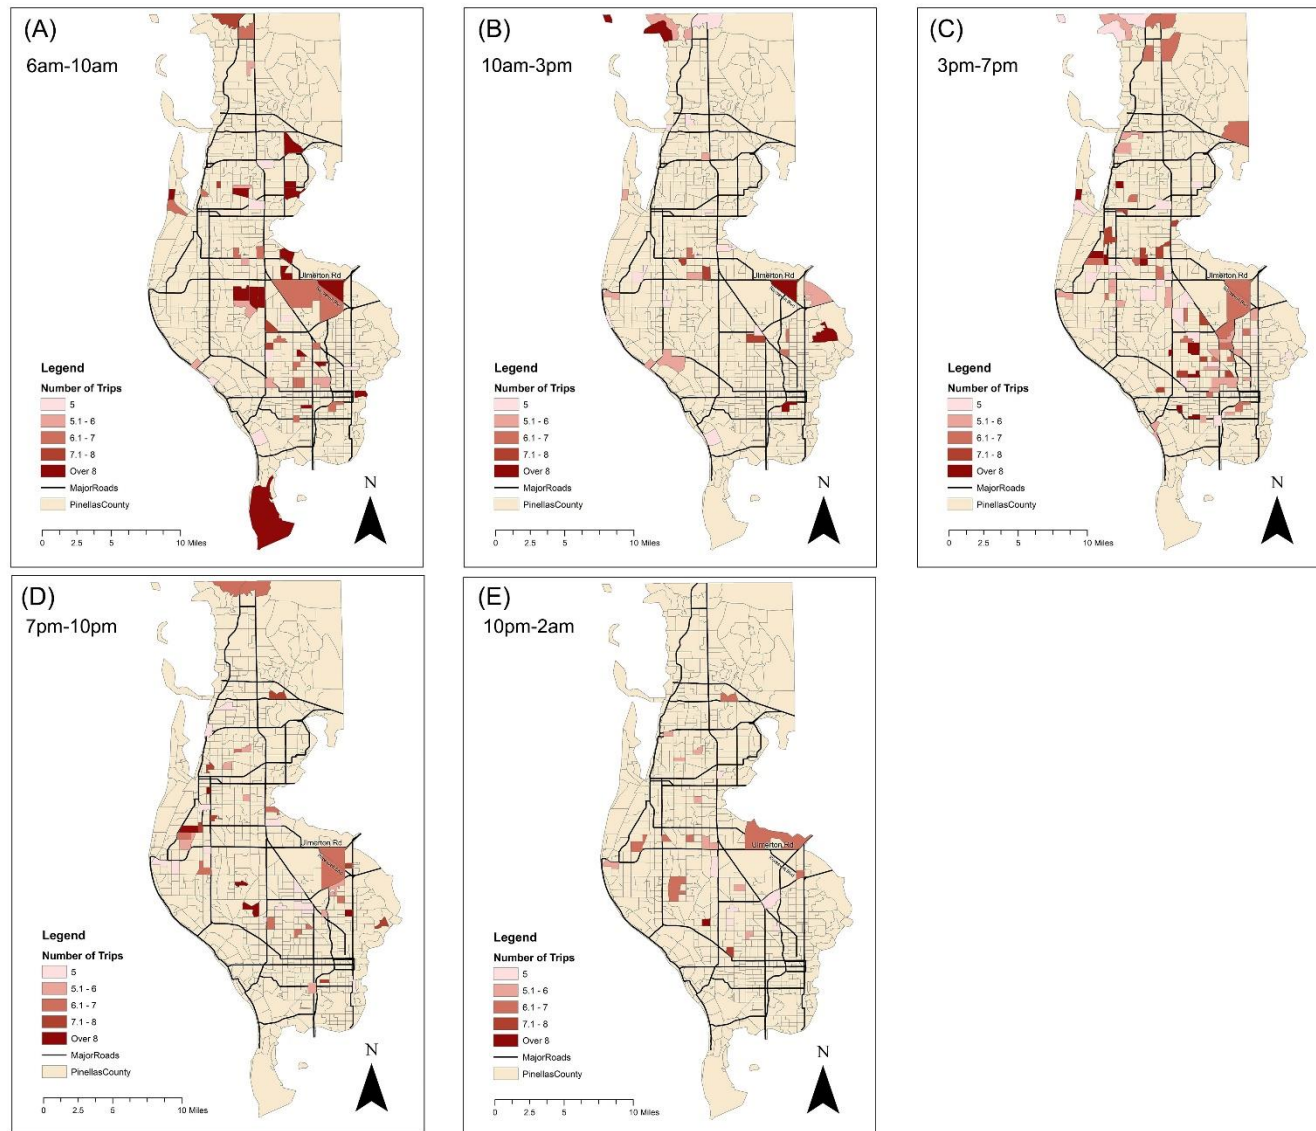 (A)
6am-10am
Ulmerton Rd
Legend
Number of Trips
5
5.1 - 6
6.1 - 7
7.1 - 8
Over 8
MajorRoads
PinellasCounty
N
0 2.5 5 10 Miles
(B)
10am-3pm
Ulmerton Rd
Legend
Number of Trips
5
5.1 - 6
6.1 - 7
7.1 - 8
Over 8
MajorRoads
PinellasCounty
N
0 2.5 5 10 Miles
(C)
3pm-7pm
Ulmerton Rd
Legend
Number of Trips
5
5.1 - 6
6.1 - 7
7.1 - 8
Over 8
MajorRoads
PinellasCounty
N
0 2.5 5 10 Miles
(D)
7pm-10pm
Ulmerton Rd
Legend
Number of Trips
5
5.1 - 6
6.1 - 7
7.1 - 8
Over 8
MajorRoads
PinellasCounty
N
0 2.5 5 10 Miles
(E)
10pm-2am
Ulmerton Rd
Legend
Number of Trips
5
5.1 - 6
6.1 - 7
7.1 - 8
Over 8
MajorRoads
PinellasCounty
N
0 2.5 5 10 Miles